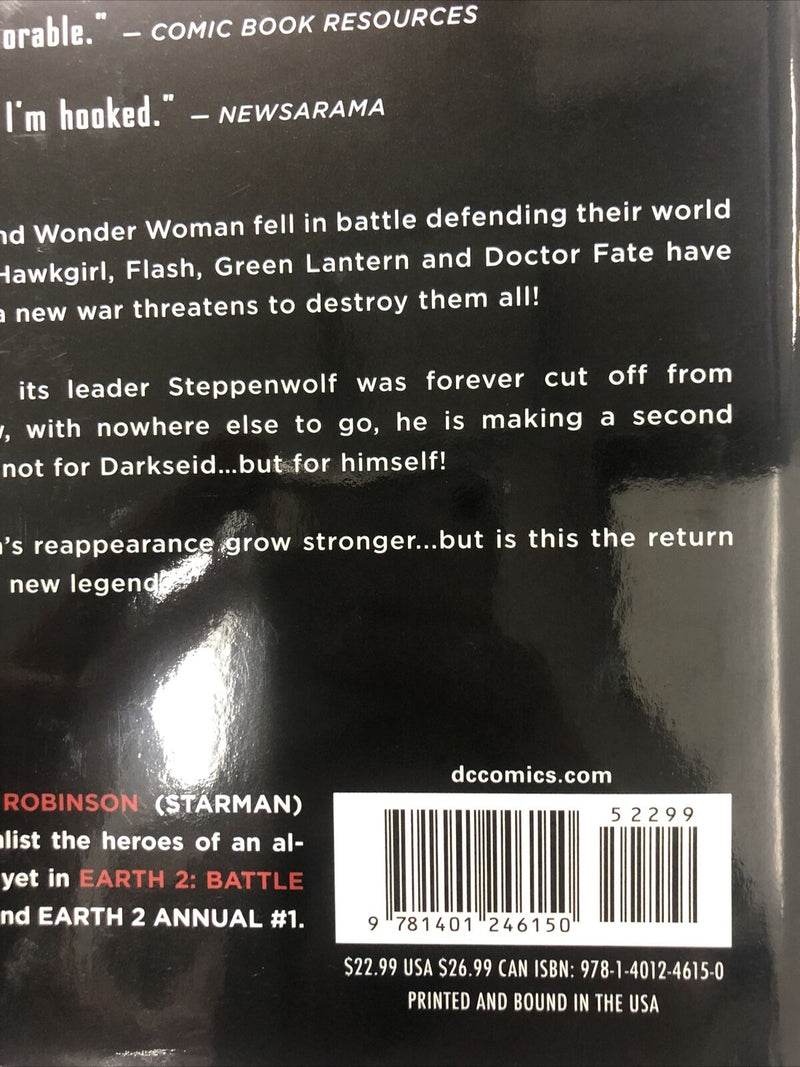 orable." – COMIC BOOK RESOURCES
I'm hooked." – NEWSARAMA
nd Wonder Woman fell in battle defending their world
Hawkgirl, Flash, Green Lantern and Doctor Fate have
a new war threatens to destroy them all!
its leader Steppenwolf was forever cut off from
, with nowhere else to go, he is making a second
not for Darkseid...but for himself!
's reappearance grow stronger...but is this the return
new legend
dccomics.com
ROBINSON (STARMAN)
list the heroes of an al-
yet in EARTH 2: BATTLE
nd EARTH 2 ANNUAL #1.
52299
9 781401 246150
$22.99 USA $26.99 CAN ISBN: 978-1-4012-4615-0
PRINTED AND BOUND IN THE USA